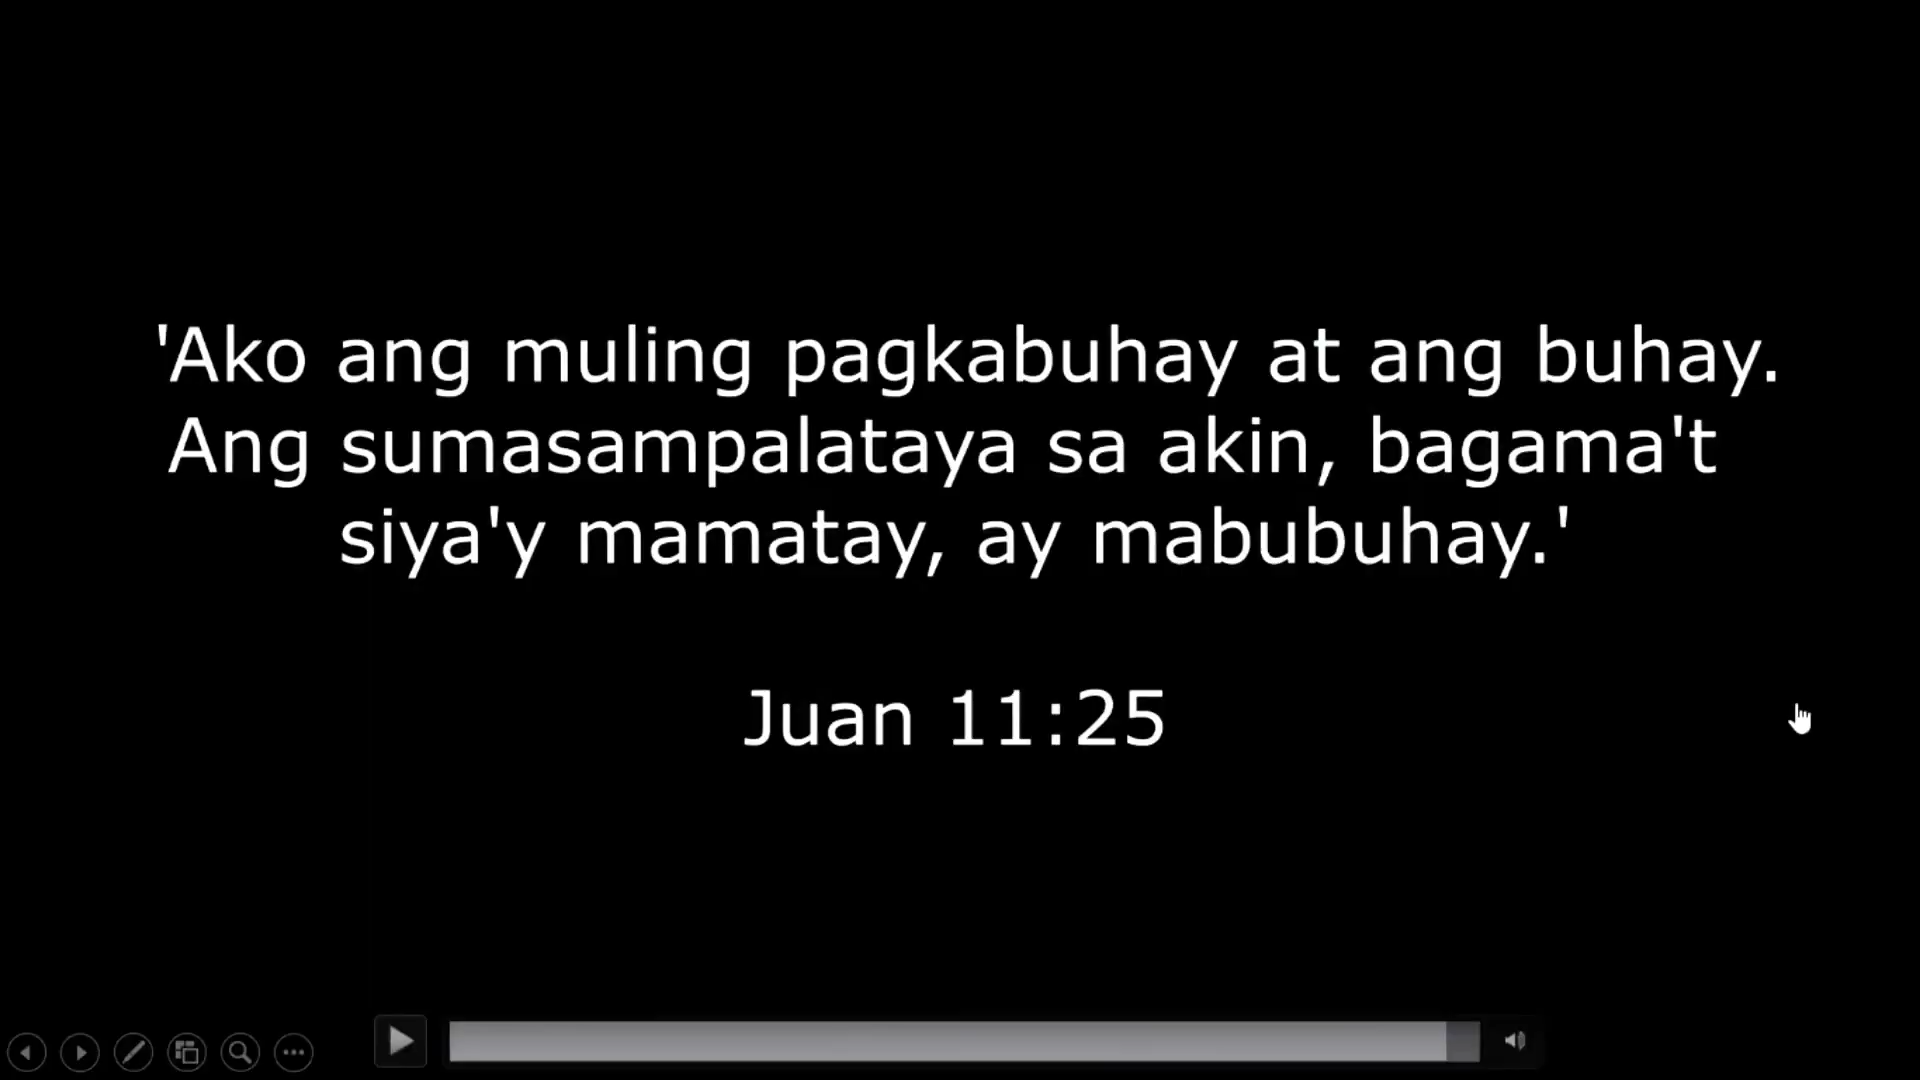 'Ako ang muling pagkabuhay at ang buhay.
Ang sumasampalataya sa akin, bagama't
siya'y mamatay, ay mabubuhay.'
Juan 11:25